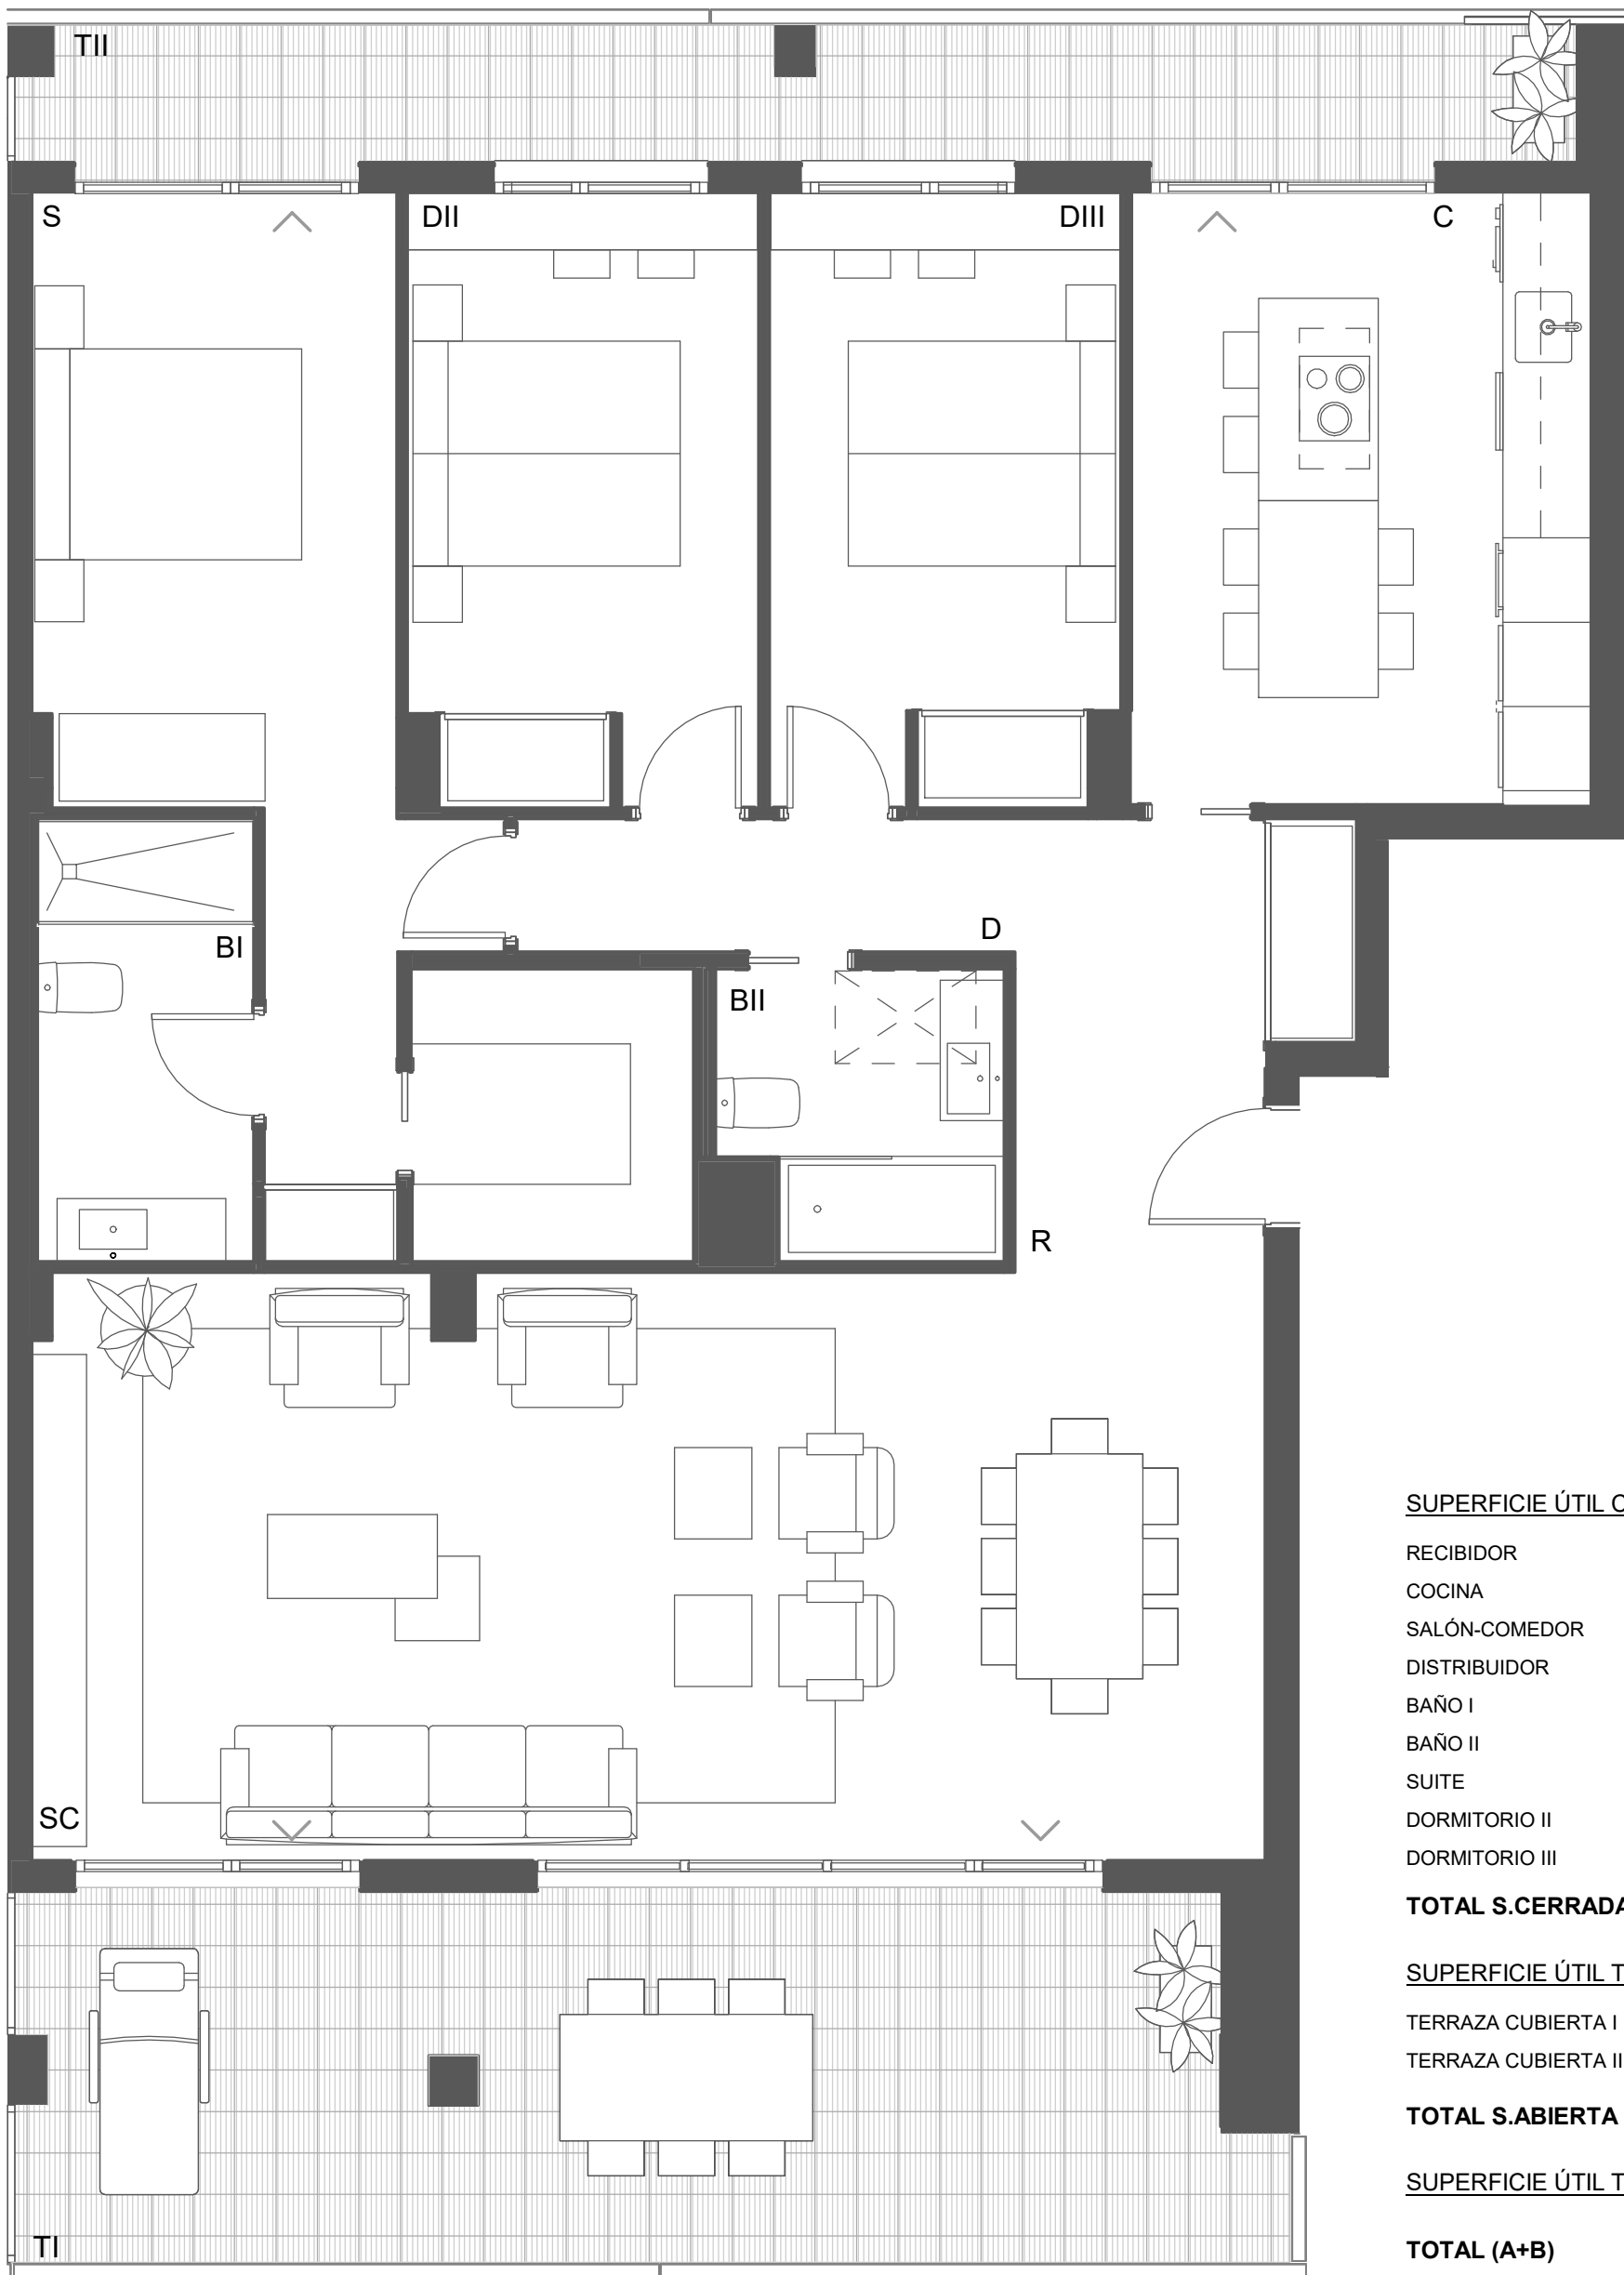 TII
S
DII
DIII
C
BI
D
BII
R
SC
TI
SUPERFICIE ÚTIL
RECIBIDOR
COCINA
SALÓN-COMEDOR
DISTRIBUIDOR
BAÑO I
BAÑO II
SUITE
DORMITORIO II
DORMITORIO III
TOTAL S.CERRADA
SUPERFICIE ÚTIL T
TERRAZA CUBIERTA I
TERRAZA CUBIERTA II
TOTAL S.ABIERTA
SUPERFICIE ÚTIL T
TOTAL (A+B)